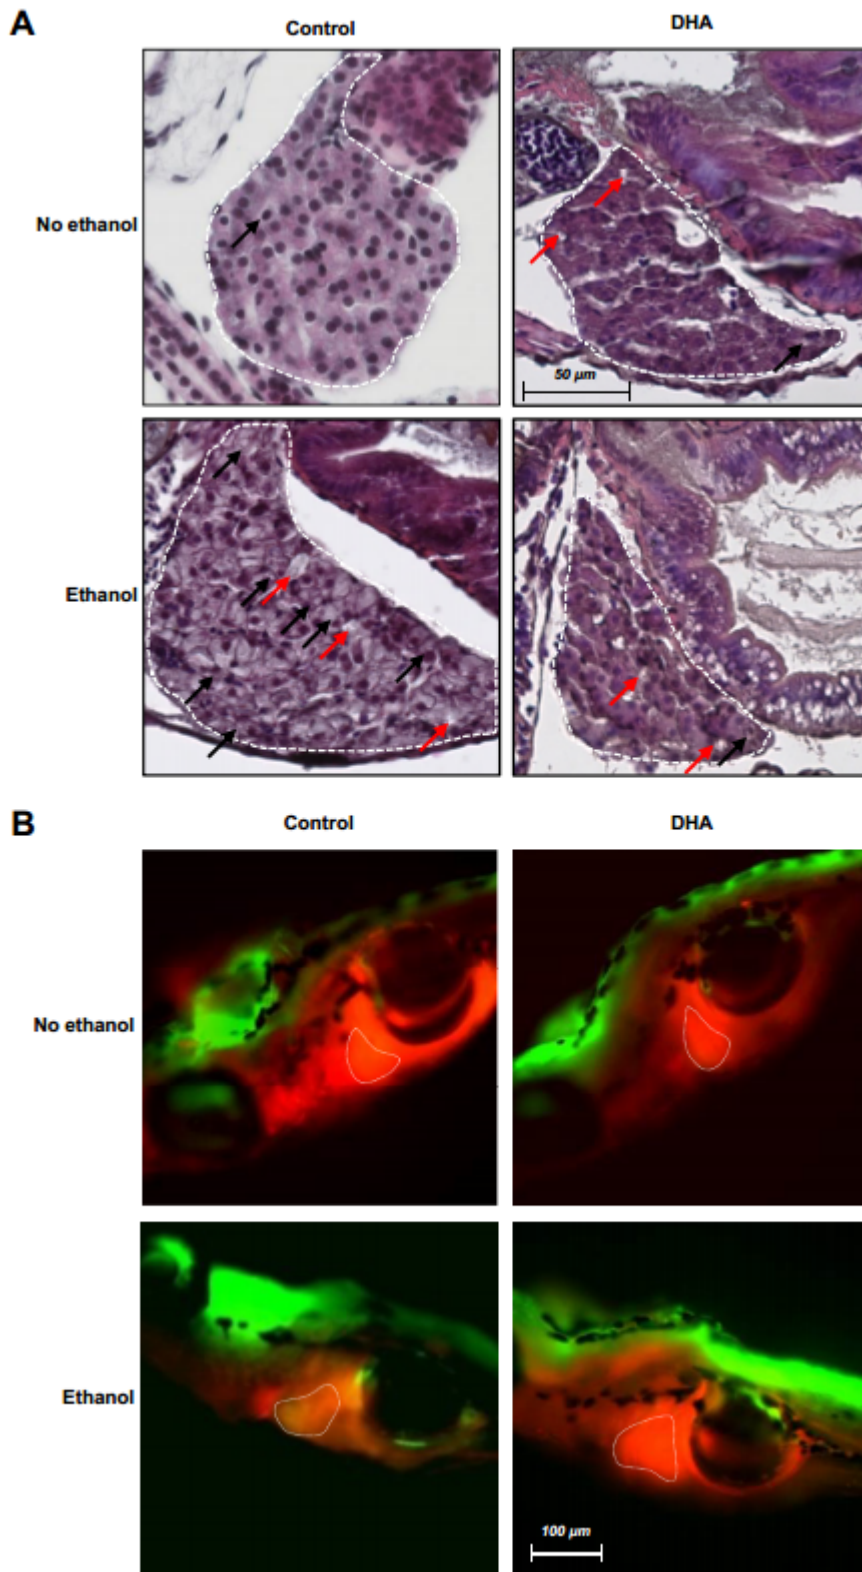 A
Control DHA
No ethanol
50 µm
Ethanol
B
Control DHA
No ethanol
Ethanol
100 µm